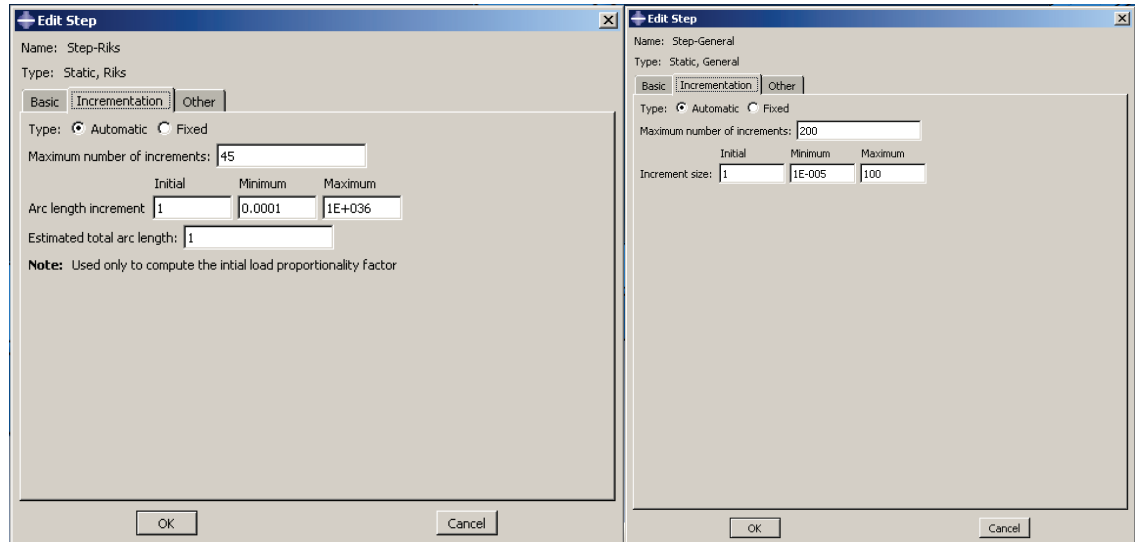 Edit Step
Name: Step-Riks
Type: Static, Riks
Basic Incrementation Other
Type: Automatic Fixed
Maximum number of increments: 45
Initial Minimum Maximum
Arc length increment 1 0.0001 1E+036
Estimated total arc length: 1
Note: Used only to compute the intial load proportionality factor
OK Cancel
Edit Step
Name: Step-General
Type: Static, General
Basic Incrementation Other
Type: Automatic Fixed
Maximum number of increments: 200
Initial Minimum Maximum
Increment size: 1 1E-005 100
OK Cancel